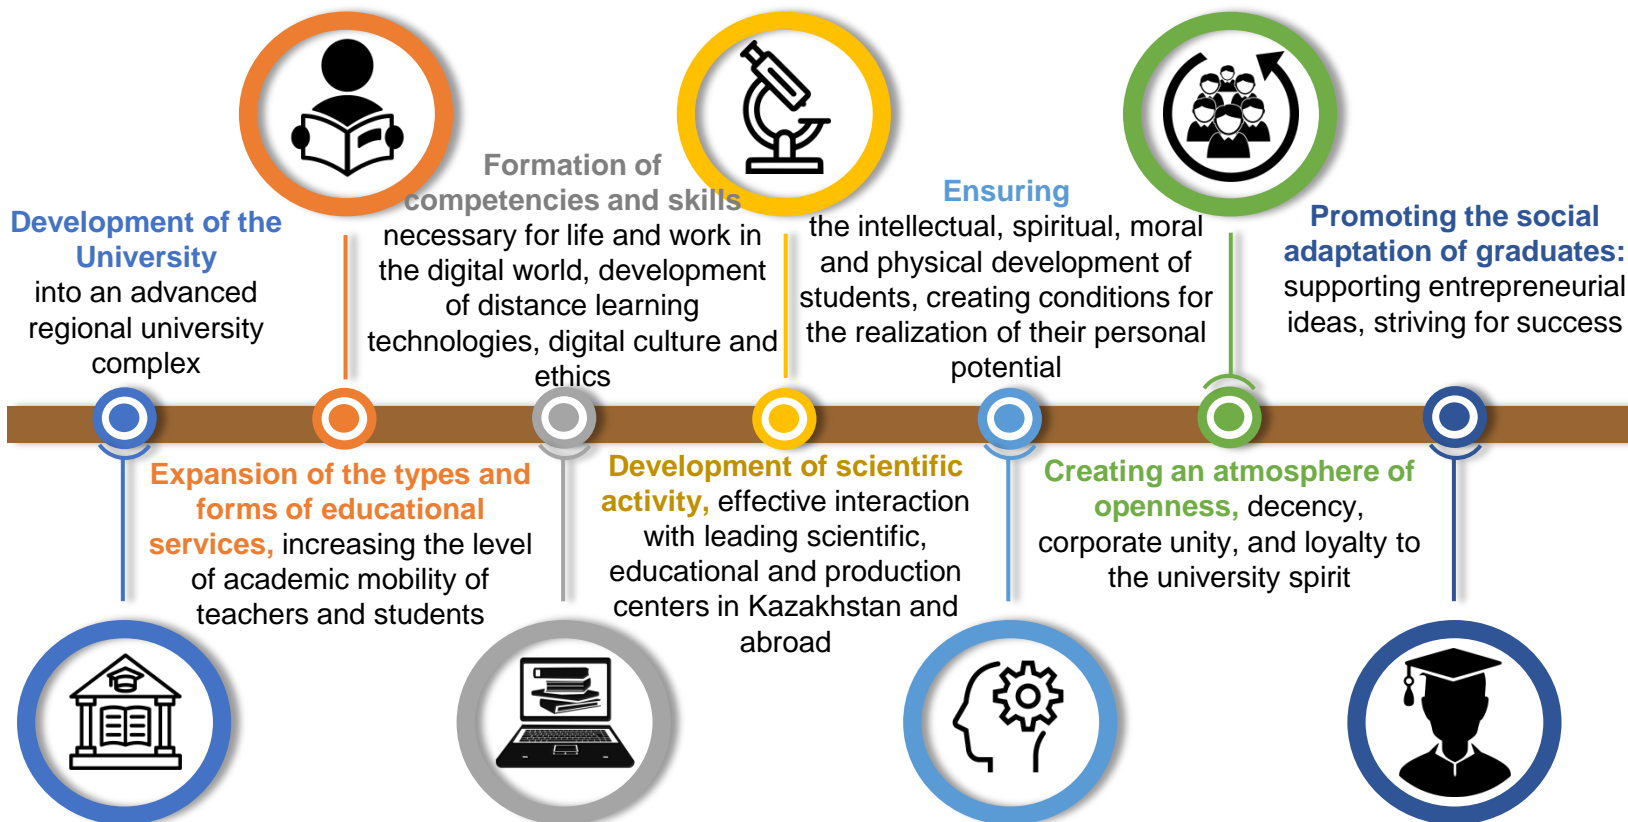 Development of the
University
into an advanced
regional university
complex
Expansion of the types and
forms of educational
services, increasing the level
of academic mobility of
teachers and students
Formation of
competencies and skills
necessary for life and work in
the digital world, development
of distance learning
technologies, digital culture and
ethics
Development of scientific
activity, effective interaction
with leading scientific,
educational and production
centers in Kazakhstan and
abroad
Ensuring
the intellectual, spiritual, moral
and physical development of
students, creating conditions for
the realization of their personal
potential
Creating an atmosphere of
openness, decency,
corporate unity, and loyalty to
the university spirit
Promoting the social
adaptation of graduates:
supporting entrepreneurial
ideas, striving for success